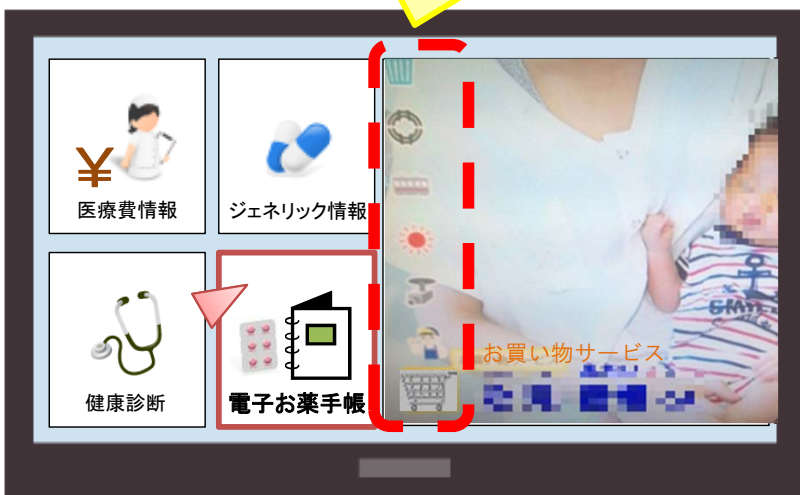 ¥
医療費情報
ジェネリック情報
健康診断
電子お薬手帳
お買い物サービス